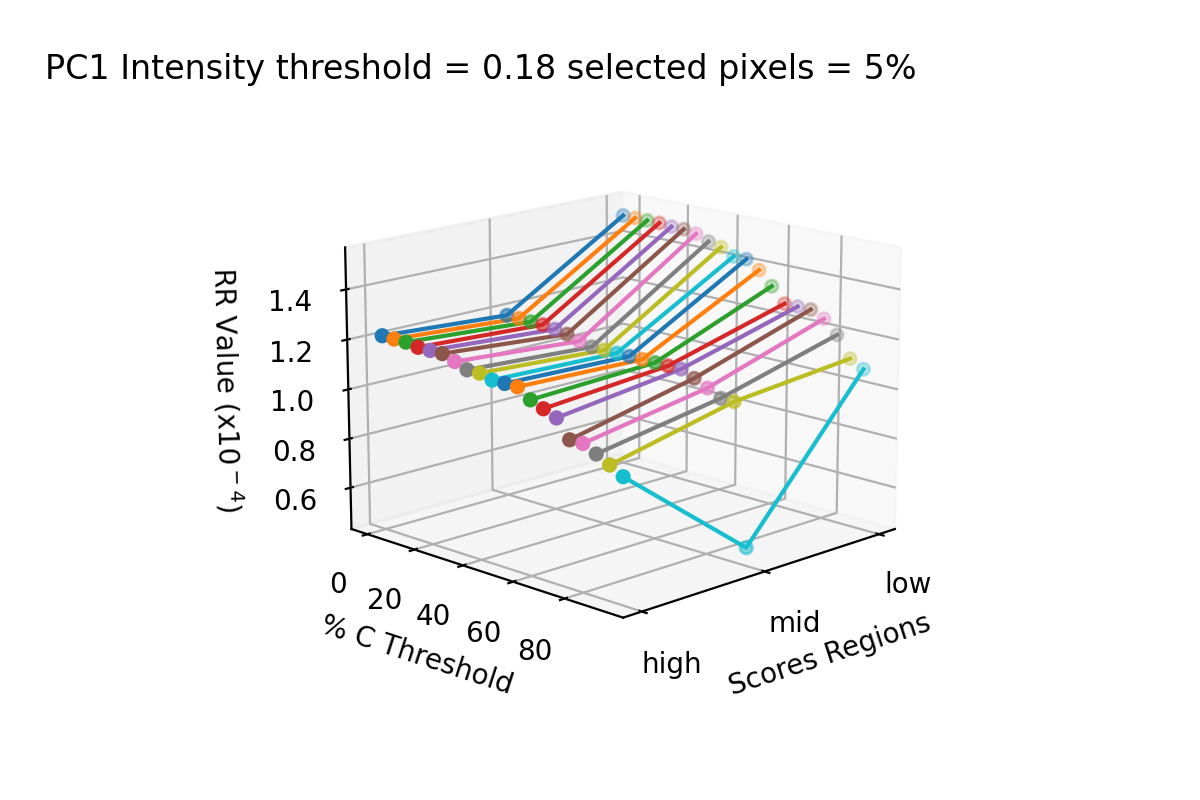 PC1 Intensity threshold = 0.18 selected pixels = 5%
RR Value (x10⁻⁴)
1.4
1.2
1.0
0.8
0.6
0
20
40
60
80
% C Threshold
high
mid
low
Scores Regions